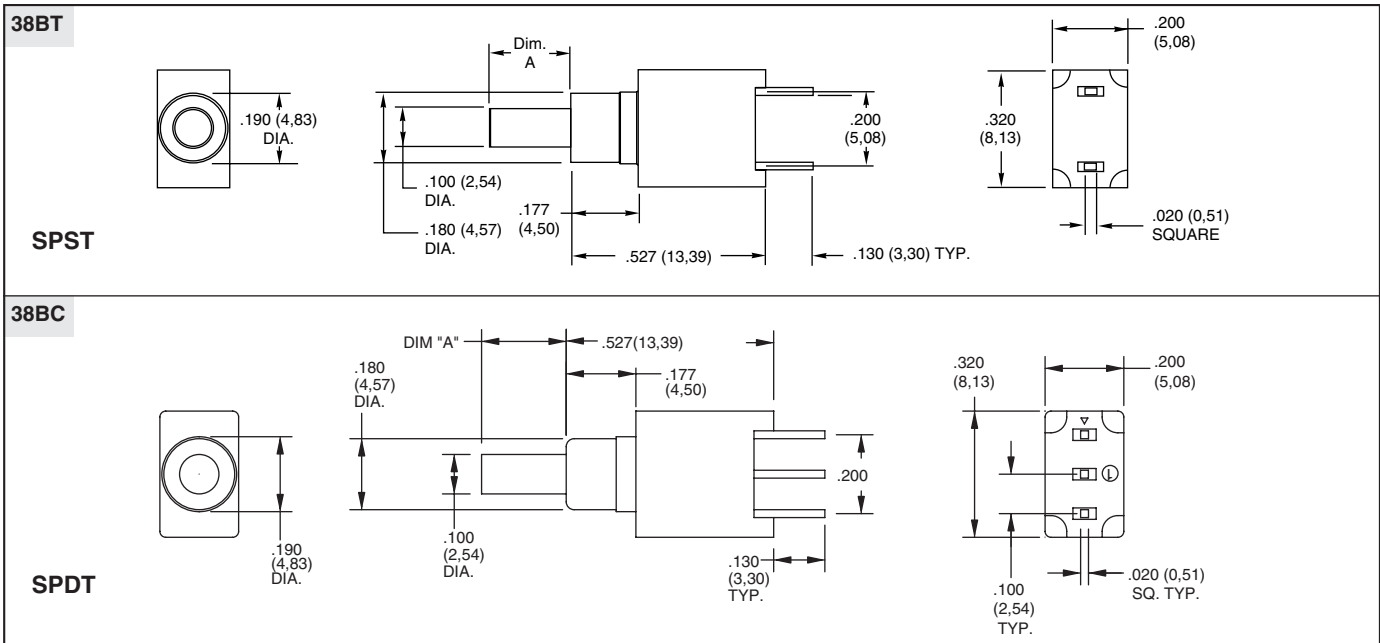 38BT
.190 (4,83)
DIA.
Dim.
A
.100 (2,54)
DIA.
.180 (4,57)
DIA.
.177
(4,50)
.527 (13,39)
.130 (3,30) TYP.
.200
(5,08)
.200
(5,08)
.320
(8,13)
.020 (0,51)
SQUARE
SPST
38BC
DIM "A"
.527(13,39)
.177
(4,50)
.180
(4,57)
DIA.
.190
(4,83)
DIA.
.100
(2,54)
DIA.
.200
.130
(3,30)
TYP.
.320
(8,13)
.200
(5,08)
1
.020 (0,51)
SQ. TYP.
.100
(2,54)
TYP.
SPDT